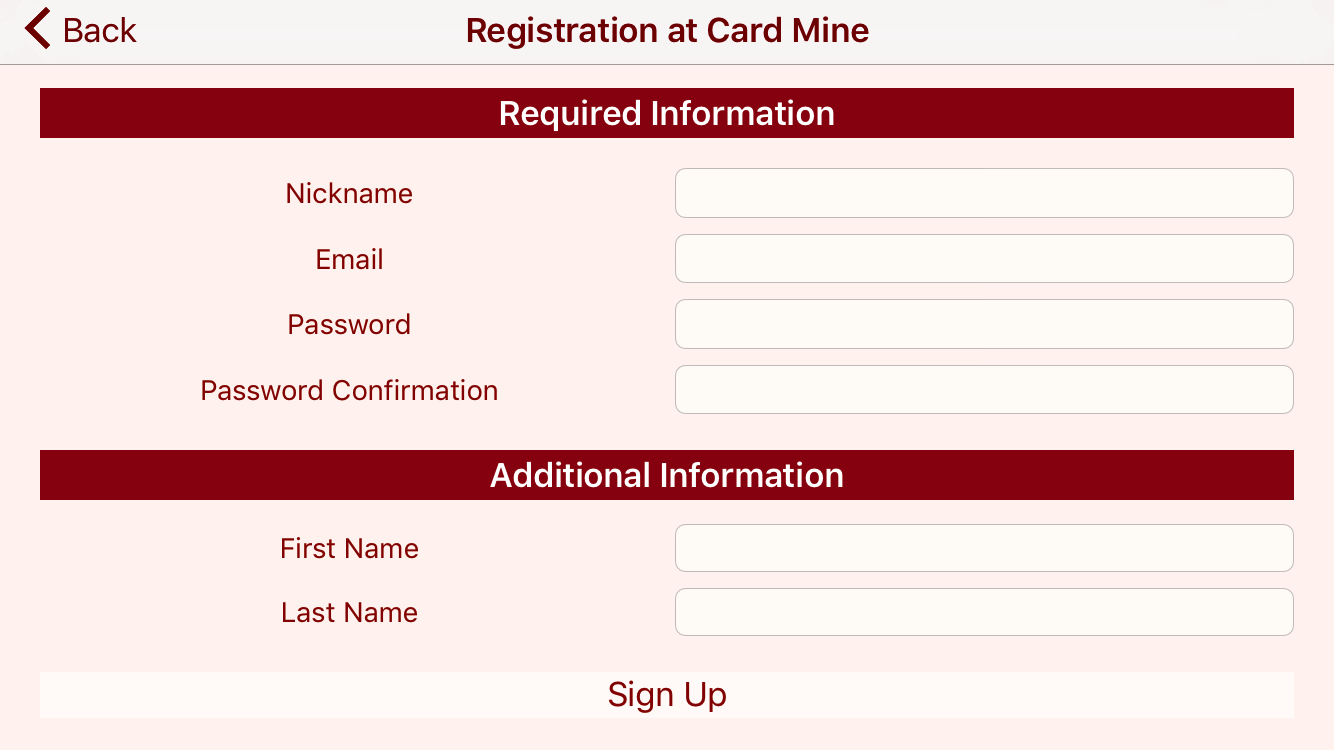 Back
Registration at Card Mine
Required Information
Nickname
Email
Password
Password Confirmation
Additional Information
First Name
Last Name
Sign Up